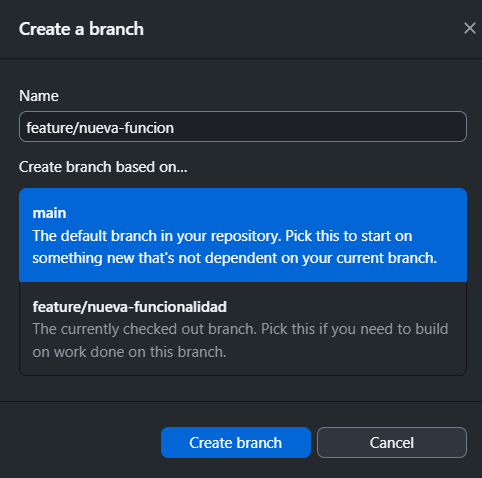 Create a branch
Name
feature/nueva-funcion
Create branch based on...
main
The default branch in your repository. Pick this to start on
something new that's not dependent on your current branch.
feature/nueva-funcionalidad
The currently checked out branch. Pick this if you need to build
on work done on this branch.
Create branch
Cancel